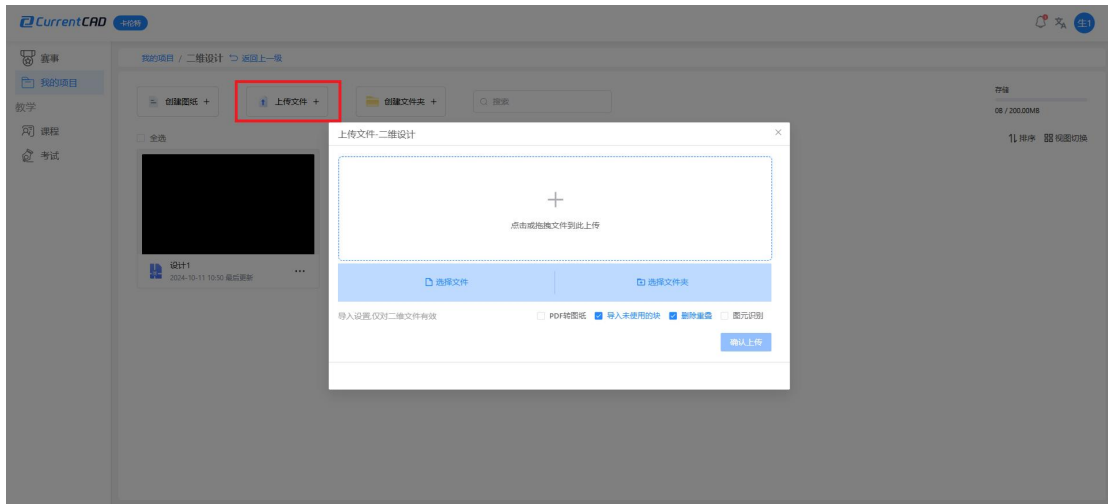 CurrentCAD 卡伦特
生1
赛事
我的项目
教学
课程
考试
我的项目 / 二维设计 返回上一级
创建图纸 +
上传文件 +
创建文件夹 +
搜索
存储
0B / 200.00MB
全选
排序
视图切换
设计1
2024-10-11 10:30 最后更新
上传文件-二维设计
点击或拖拽文件到此上传
选择文件
选择文件夹
导入设置,仅对二维文件有效
PDF转图纸
导入未使用的块
删除重叠
图元识别
确认上传